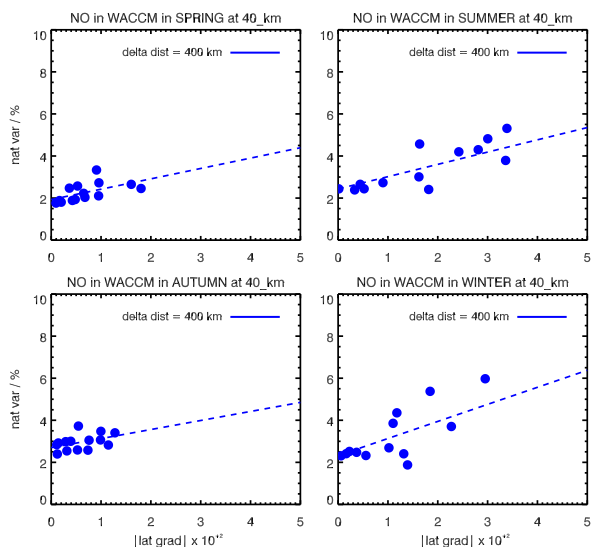 NO in WACCM in SPRING at 40_km
NO in WACCM in SUMMER at 40_km
10
8
6
4
2
0
nat var / %
delta dist = 400 km
0 1 2 3 4 5
10
8
6
4
2
0
delta dist = 400 km
0 1 2 3 4 5
NO in WACCM in AUTUMN at 40_km
NO in WACCM in WINTER at 40_km
10
8
6
4
2
0
nat var / %
delta dist = 400 km
0 1 2 3 4 5
|lat grad| x 10⁺²
10
8
6
4
2
0
delta dist = 400 km
0 1 2 3 4 5
|lat grad| x 10⁺²